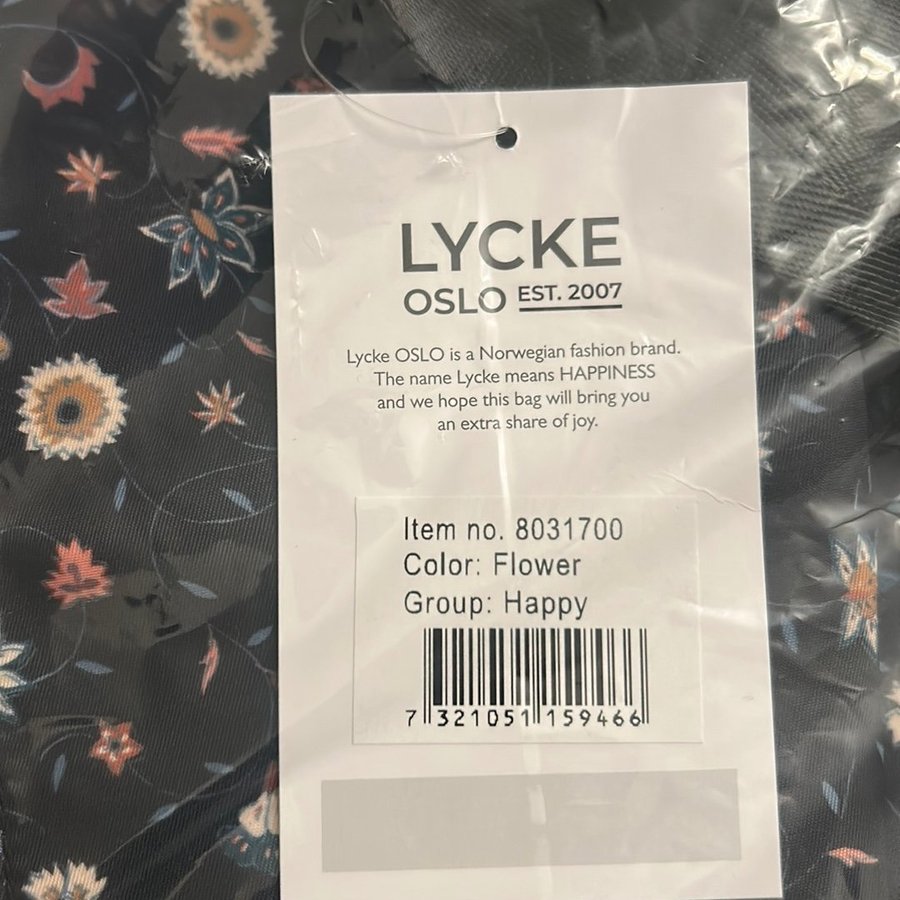 LYCKE
OSLO EST. 2007
Lycke OSLO is a Norwegian fashion brand.
The name Lycke means HAPPINESS
and we hope this bag will bring you
an extra share of joy.
Item no. 8031700
Color: Flower
Group: Happy
7 321051 159466